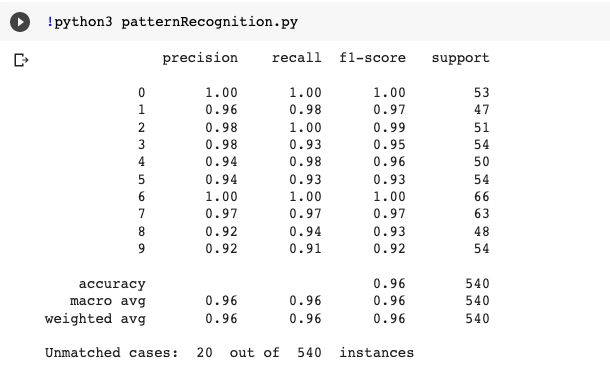 !python3 patternRecognition.py
precision recall f1-score support
0 1.00 1.00 1.00 53
1 0.96 0.98 0.97 47
2 0.98 1.00 0.99 51
3 0.98 0.93 0.95 54
4 0.94 0.98 0.96 50
5 0.94 0.93 0.93 54
6 1.00 1.00 1.00 66
7 0.97 0.97 0.97 63
8 0.92 0.94 0.93 48
9 0.92 0.91 0.92 54
accuracy 0.96 540
macro avg 0.96 0.96 0.96 540
weighted avg 0.96 0.96 0.96 540
Unmatched cases: 20 out of 540 instances